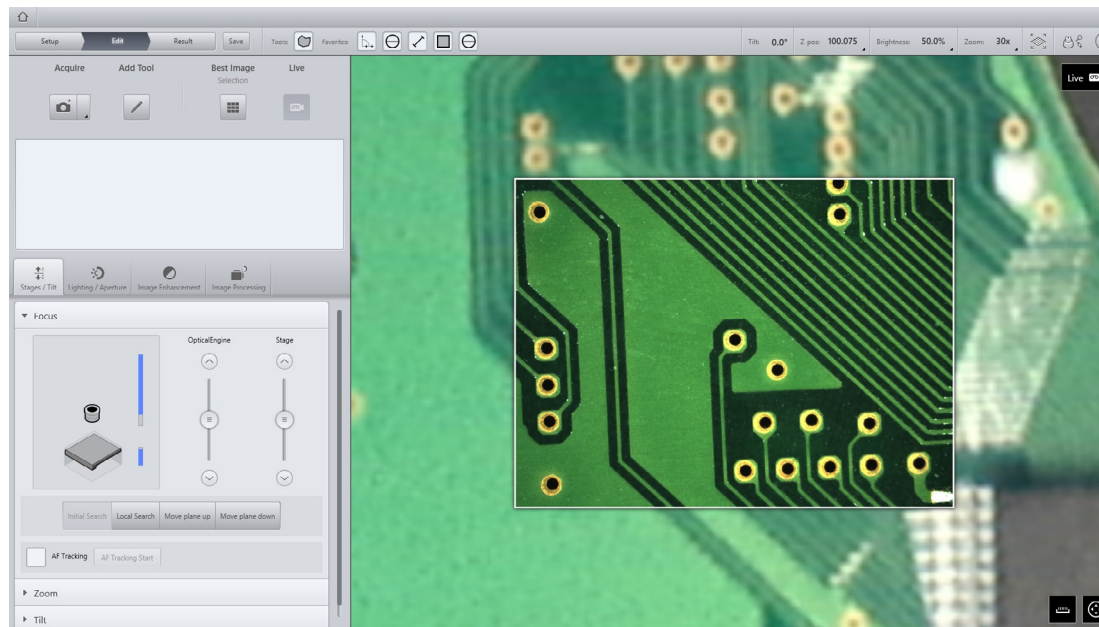 Setup Edit Result Save Tools: Favorites: Tilt: 0.0° Z pos: 100.075 Brightness: 50.0% Zoom: 30x
Acquire Add Tool Best Image Live
Selection
Live
Stages / Tilt Lighting / Aperture Image Enhancement Image Processing
Focus
OpticalEngine Stage
Initial Search Local Search Move plane up Move plane down
AF Tracking AF Tracking Start
Zoom
Tilt